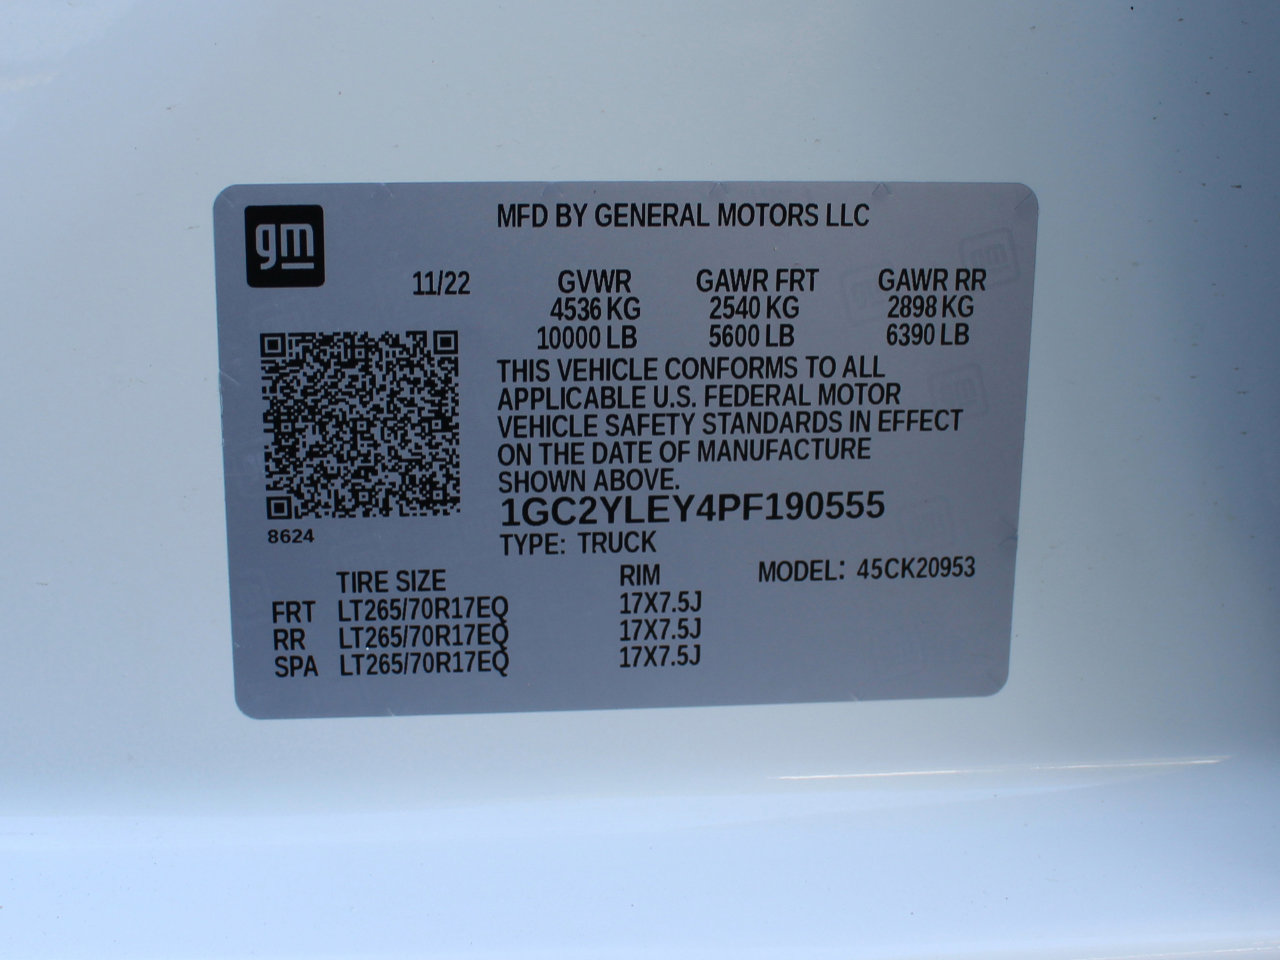 gm
MFD BY GENERAL MOTORS LLC
11/22 GVWR GAWR FRT GAWR RR
4536 KG 2540 KG 2898 KG
10000 LB 5600 LB 6390 LB
THIS VEHICLE CONFORMS TO ALL
APPLICABLE U.S. FEDERAL MOTOR
VEHICLE SAFETY STANDARDS IN EFFECT
ON THE DATE OF MANUFACTURE
SHOWN ABOVE.
1GC2YLEY4PF190555
8624
TYPE: TRUCK
TIRE SIZE RIM MODEL: 45CK20953
FRT LT265/70R17EQ 17X7.5J
RR LT265/70R17EQ 17X7.5J
SPA LT265/70R17EQ 17X7.5J